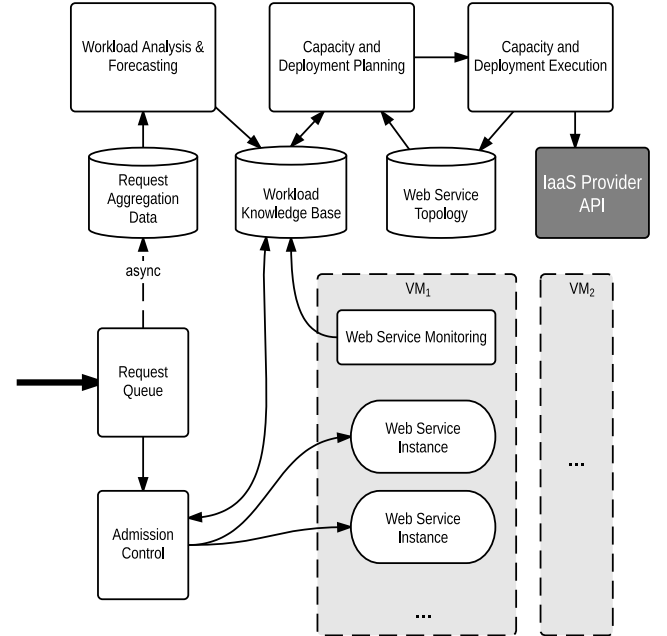 Workload Analysis &
Forecasting
Capacity and
Deployment Planning
Capacity and
Deployment Execution
Request
Aggregation
Data
Workload
Knowledge Base
Web Service
Topology
IaaS Provider
API
async
VM₁
VM₂
Web Service Monitoring
Request
Queue
Web Service
Instance
...
Web Service
Instance
Admission
Control
...